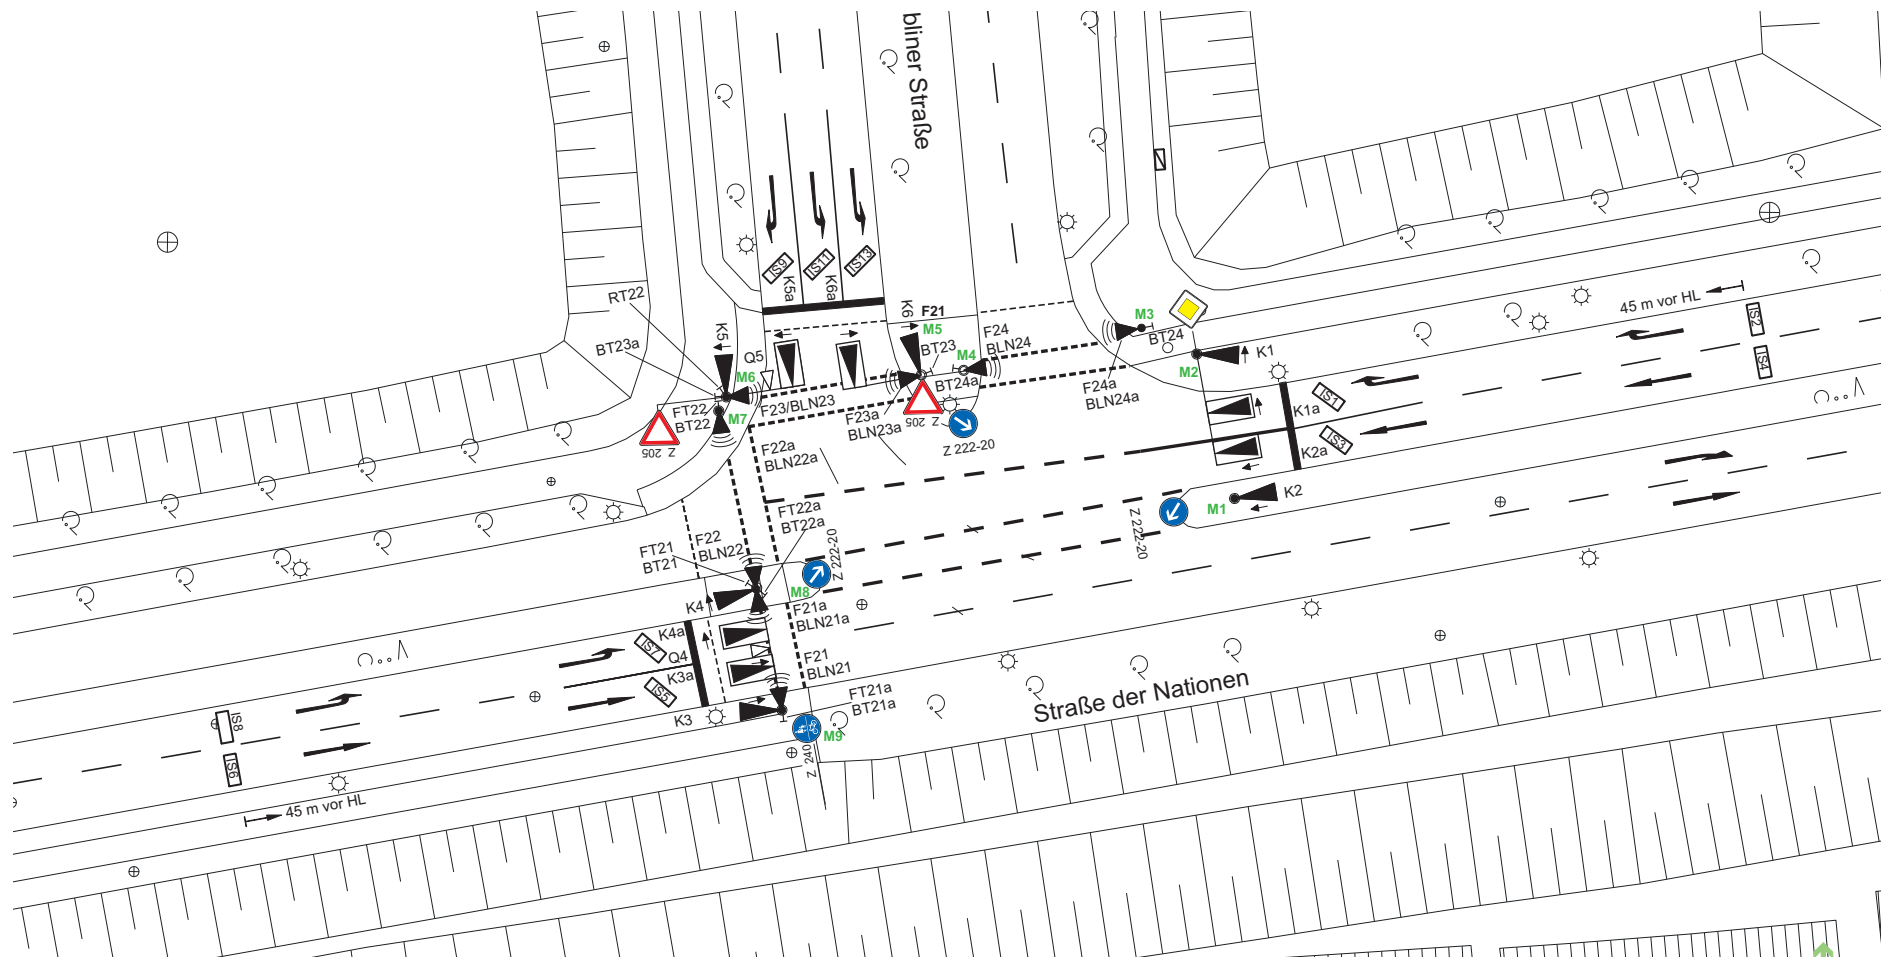 bliner Straße
IS9
IS11
IS13
K5a
K6a
RT22
K5
K6
F21
M5
M3
BT24
45 m vor HL
IS2
IS4
BT23a
Q5
M6
BT23
M4
F24
BLN24
K1
M2
BT24a
F24a
BLN24a
FT22
BT22
M7
F23/BLN23
F23a
BLN23a
Z 205
Z 205
Z 222-20
IS1
K1a
IS3
K2a
F22a
BLN22a
K2
M1
Z 222-20
FT22a
BT22a
F22
BLN22
FT21
BT21
Z 222-20
M8
K4
F21a
BLN21a
K4a
IS7
Q4
K3a
IS5
F21
BLN21
FT21a
BT21a
K3
M9
Z 240
Straße der Nationen
IS8
IS6
45 m vor HL